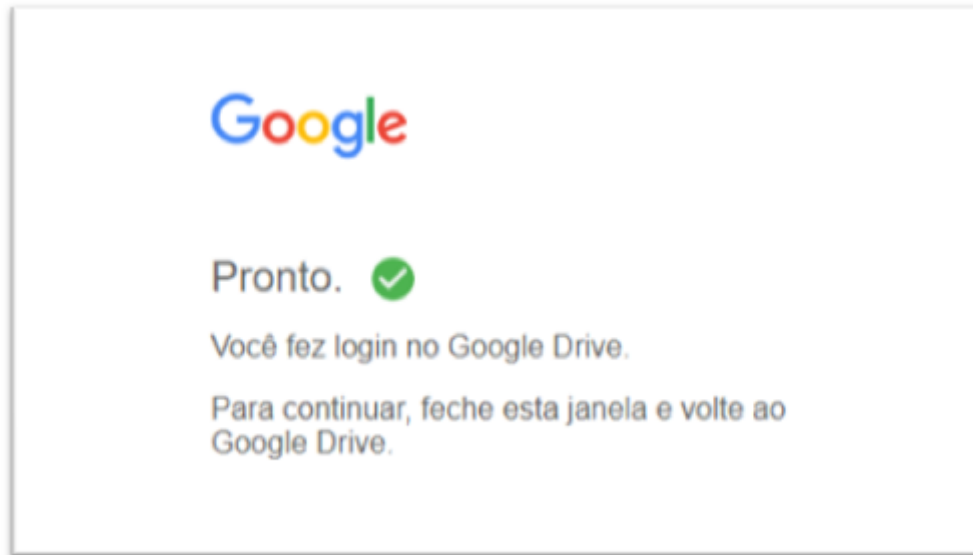 Google
Pronto.
Você fez login no Google Drive.
Para continuar, feche esta janela e volte ao
Google Drive.